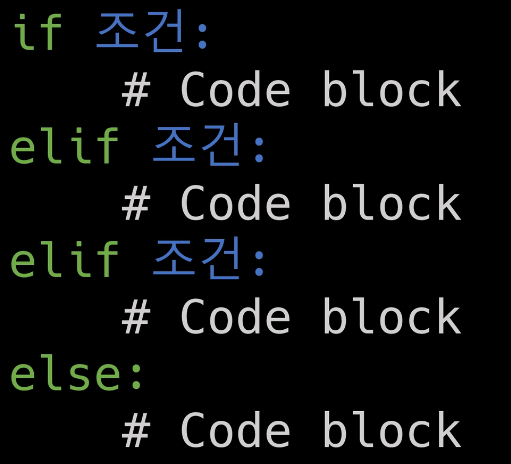 if 조건:
    # Code block
elif 조건:
    # Code block
elif 조건:
    # Code block
else:
    # Code block